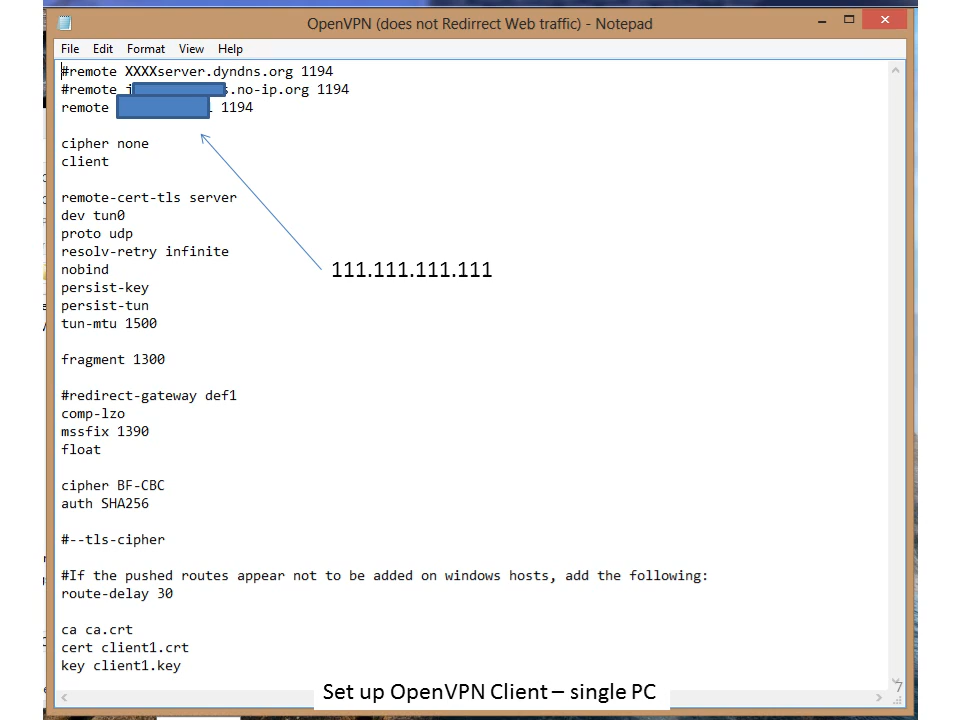 OpenVPN (does not Redirrect Web traffic) - Notepad
File Edit Format View Help
#remote XXXXserver.dyndns.org 1194
#remote .no-ip.org 1194
remote 1194
cipher none
client
remote-cert-tls server
dev tun0
proto udp
resolv-retry infinite
nobind
111.111.111.111
persist-key
persist-tun
tun-mtu 1500
fragment 1300
#redirect-gateway def1
comp-lzo
mssfix 1390
float
cipher BF-CBC
auth SHA256
#--tls-cipher
#If the pushed routes appear not to be added on windows hosts, add the following:
route-delay 30
ca ca.crt
cert client1.crt
key client1.key
Set up OpenVPN Client – single PC
7